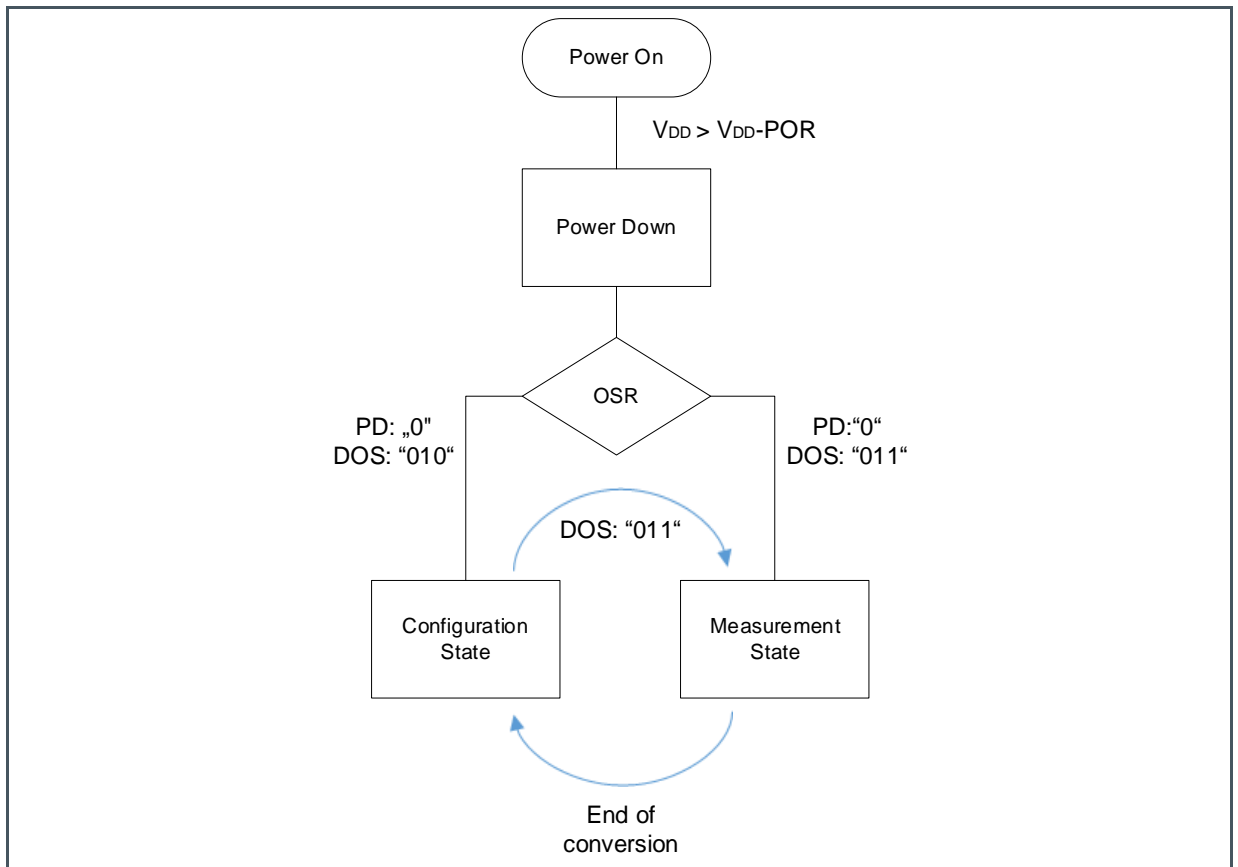 Power On
VDD > VDD-POR
Power Down
OSR
PD: „0"
DOS: “010“
PD:“0“
DOS: “011“
DOS: “011“
Configuration
State
Measurement
State
End of
conversion